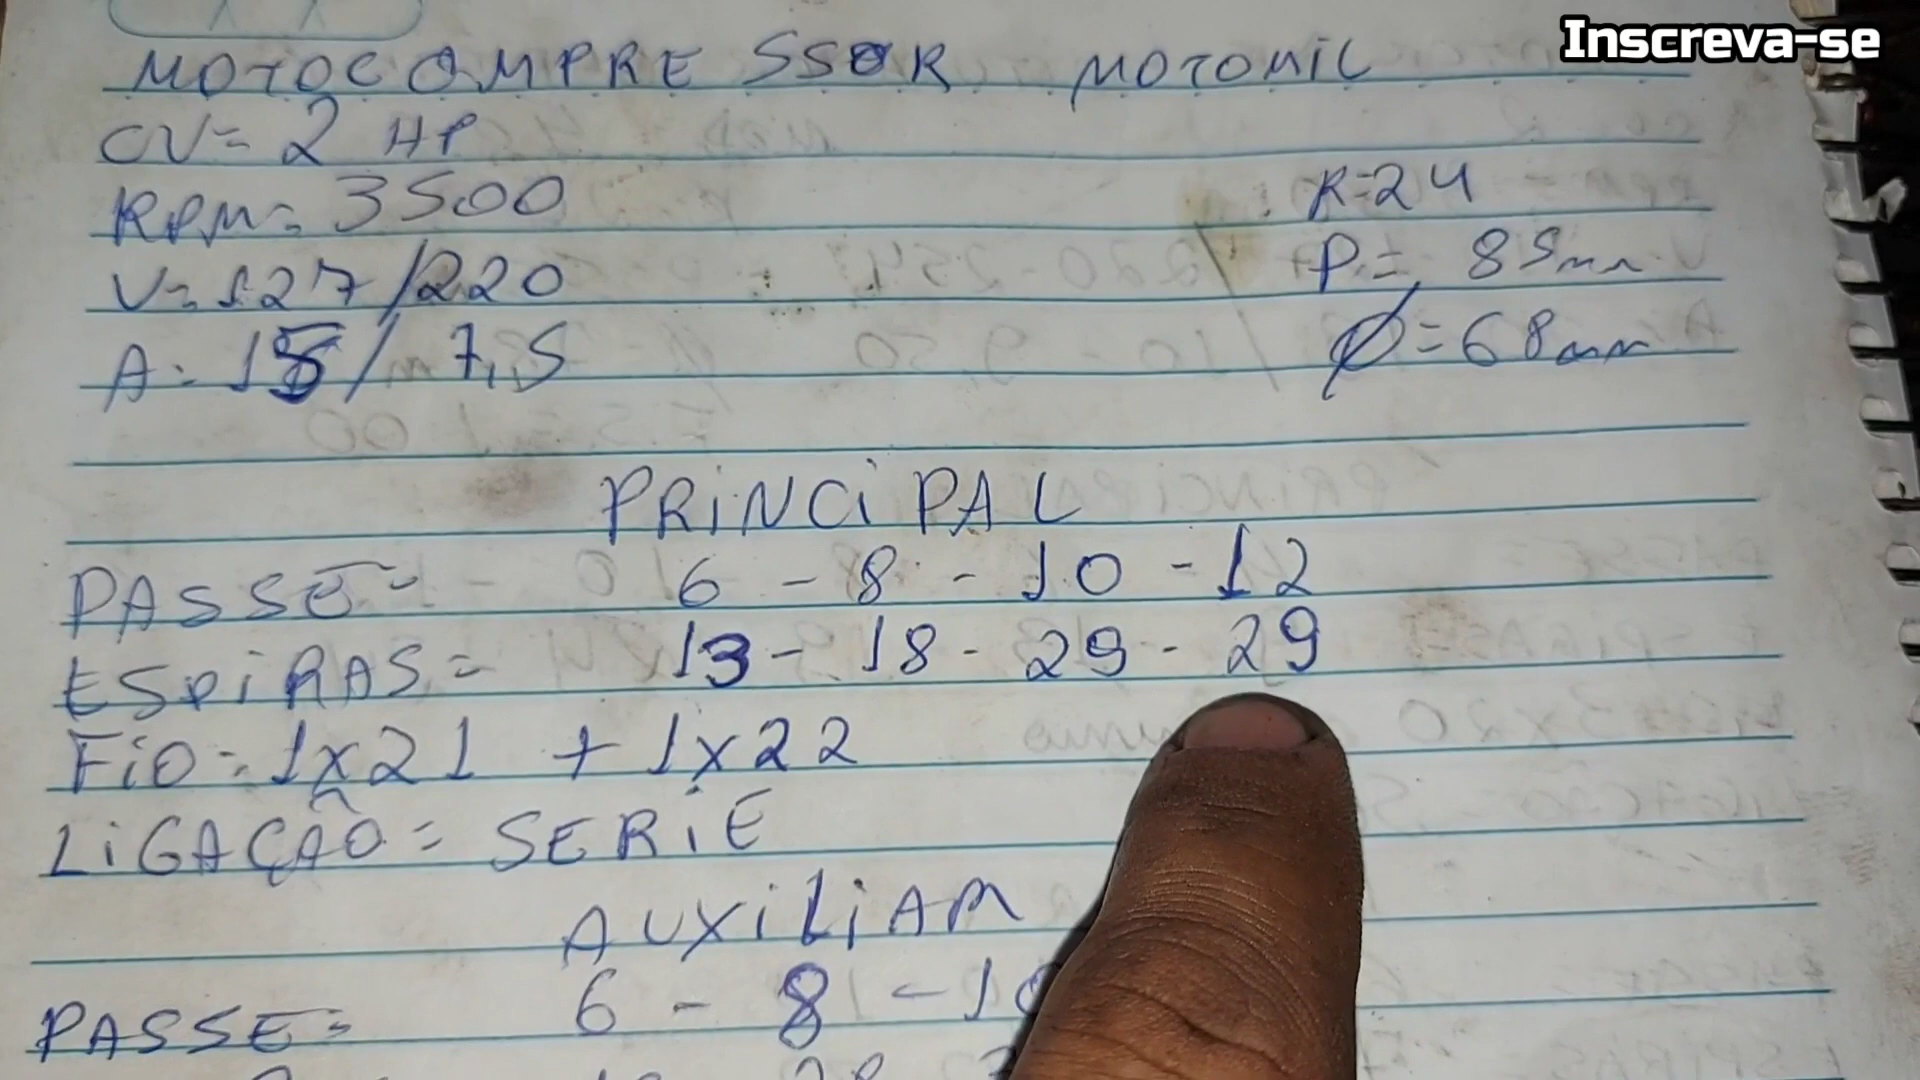 Inscreva-se
MOTOCOMPRESSOR MOTOMIL
CV= 2 HP
RPM= 3500
R=24
V= 127/220
P= 85mm
A= 15/ 7,5
Ø=68mm
PRiNCiPAL
PASSE= 6 - 8 - 10 - 12
ESPiRAS= 13 - 18 - 29 - 29
FiO= 1x21 + 1x22
LiGAÇÃO= SERiE
AUXiLiAR
PASSE= 6 - 8 - 10